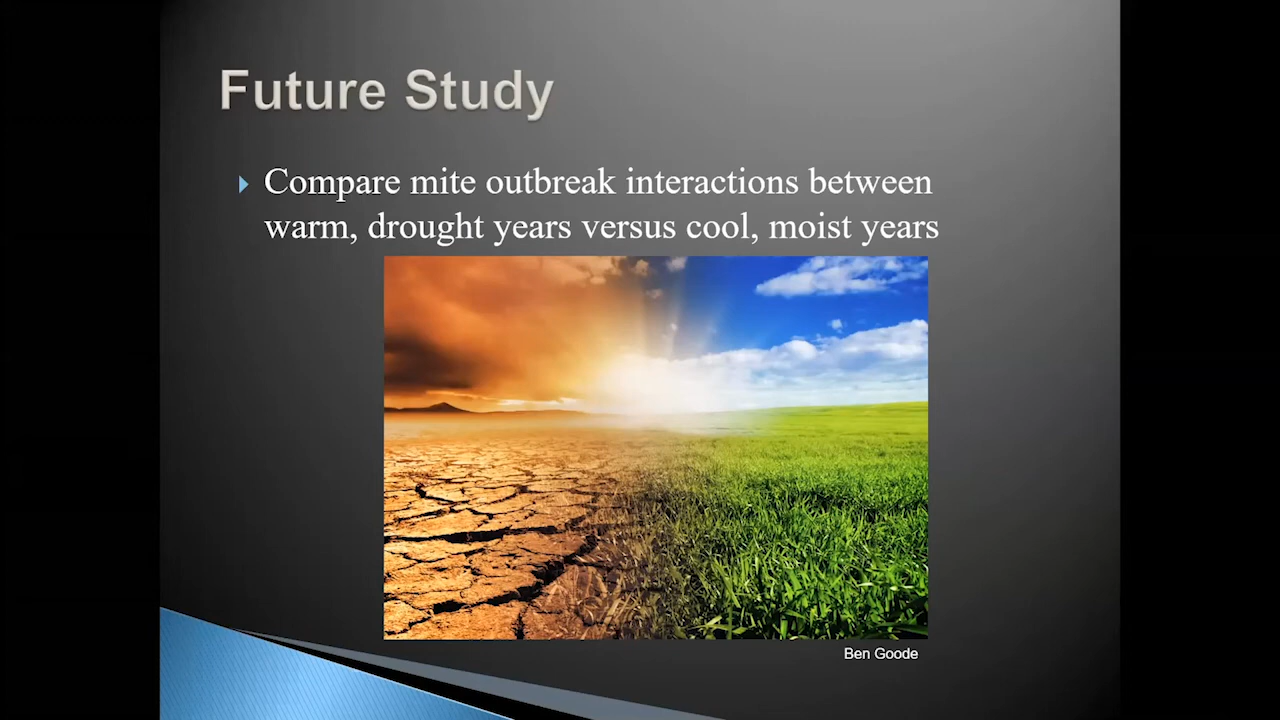 Future Study
Compare mite outbreak interactions between
warm, drought years versus cool, moist years
Ben Goode